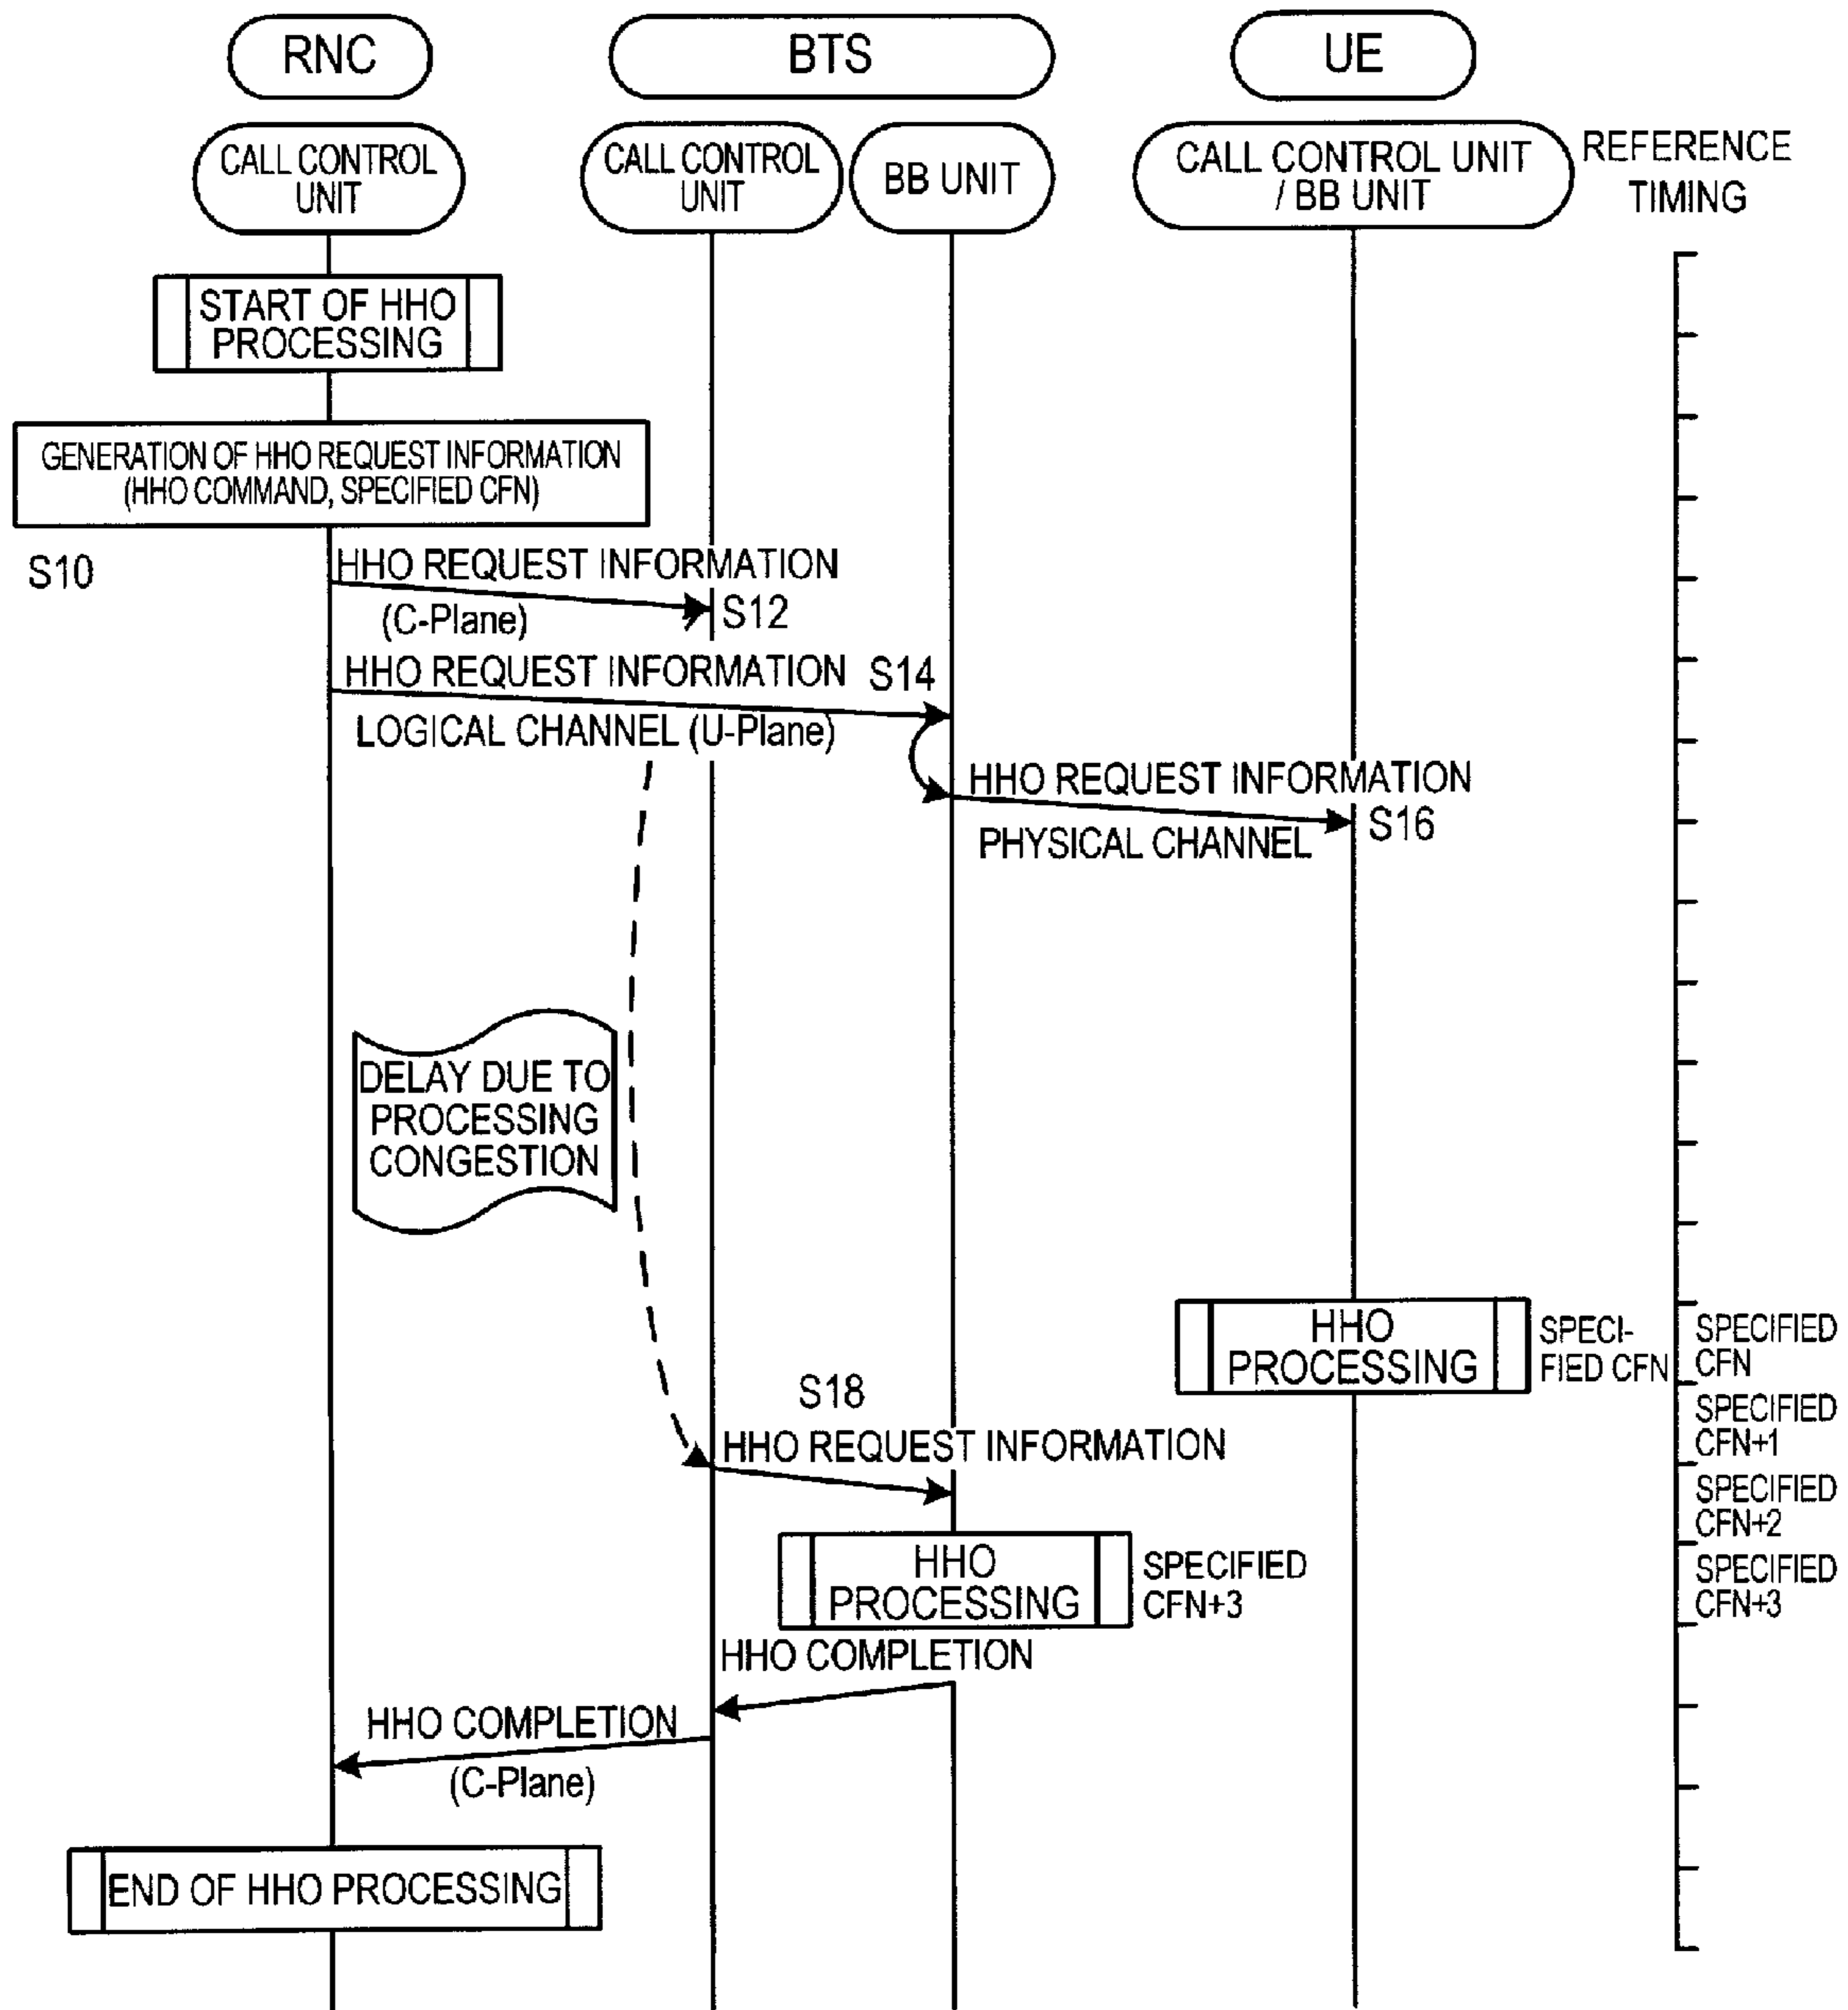 RNC
BTS
UE
CALL CONTROL
UNIT
CALL CONTROL
UNIT
BB UNIT
CALL CONTROL UNIT
/ BB UNIT
REFERENCE
TIMING
START OF HHO
PROCESSING
GENERATION OF HHO REQUEST INFORMATION
(HHO COMMAND, SPECIFIED CFN)
S10
HHO REQUEST INFORMATION
(C-Plane)
S12
HHO REQUEST INFORMATION
S14
LOGICAL CHANNEL (U-Plane)
HHO REQUEST INFORMATION
S16
PHYSICAL CHANNEL
DELAY DUE TO
PROCESSING
CONGESTION
HHO
PROCESSING
SPECI-
FIED CFN
SPECIFIED
CFN
SPECIFIED
CFN+1
S18
HHO REQUEST INFORMATION
SPECIFIED
CFN+2
HHO
PROCESSING
SPECIFIED
CFN+3
SPECIFIED
CFN+3
HHO COMPLETION
HHO COMPLETION
(C-Plane)
END OF HHO PROCESSING